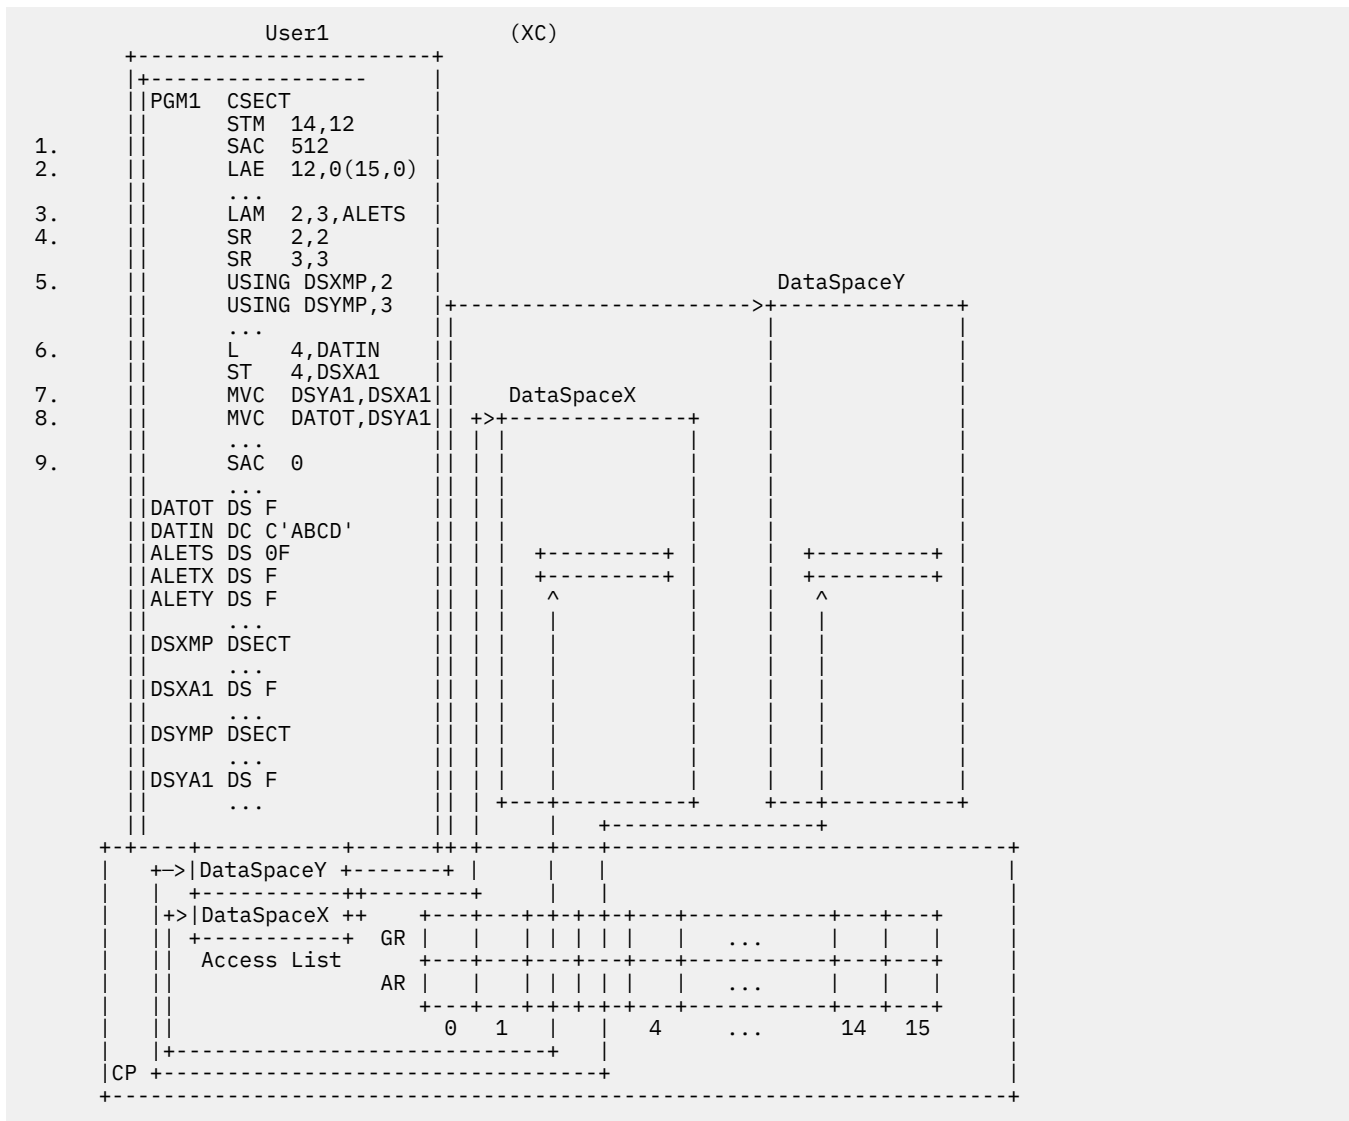 User1 (XC)
PGM1 CSECT
STM 14,12
1. SAC 512
2. LAE 12,0(15,0)
...
3. LAM 2,3,ALETS
4. SR 2,2
SR 3,3
5. USING DSXMP,2 DataSpaceY
USING DSYMP,3
...
6. L 4,DATIN
ST 4,DSXA1
7. MVC DSYA1,DSXA1 DataSpaceX
8. MVC DATOT,DSYA1
...
9. SAC 0
...
DATOT DS F
DATIN DC C'ABCD'
ALETS DS 0F
ALETX DS F
ALETY DS F
...
DSXMP DSECT
...
DSXA1 DS F
...
DSYMP DSECT
...
DSYA1 DS F
...
DataSpaceY
DataSpaceX
GR ...
Access List
AR ...
0 1 4 ... 14 15
CP